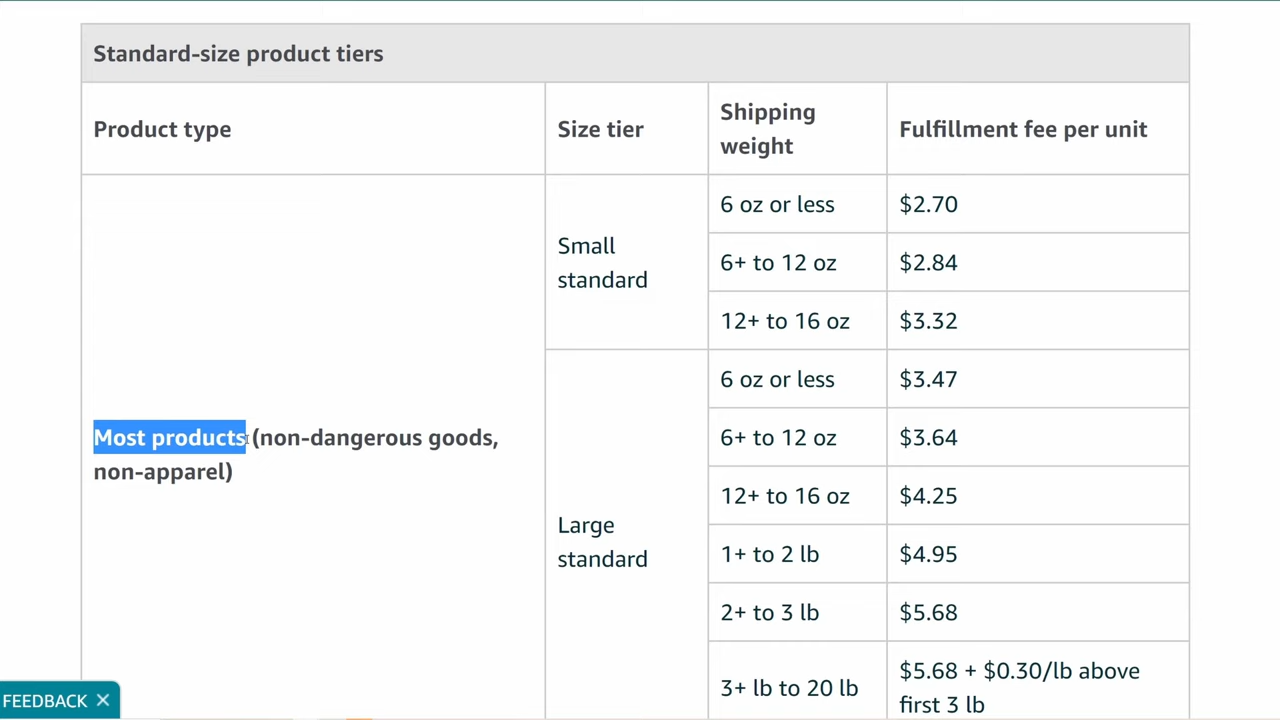 Standard-size product tiers
Product type
Size tier
Shipping
weight
Fulfillment fee per unit
Most products (non-dangerous goods,
non-apparel)
Small
standard
6 oz or less
$2.70
6+ to 12 oz
$2.84
12+ to 16 oz
$3.32
Large
standard
6 oz or less
$3.47
6+ to 12 oz
$3.64
12+ to 16 oz
$4.25
1+ to 2 lb
$4.95
2+ to 3 lb
$5.68
3+ lb to 20 lb
$5.68 + $0.30/lb above
first 3 lb
FEEDBACK ×